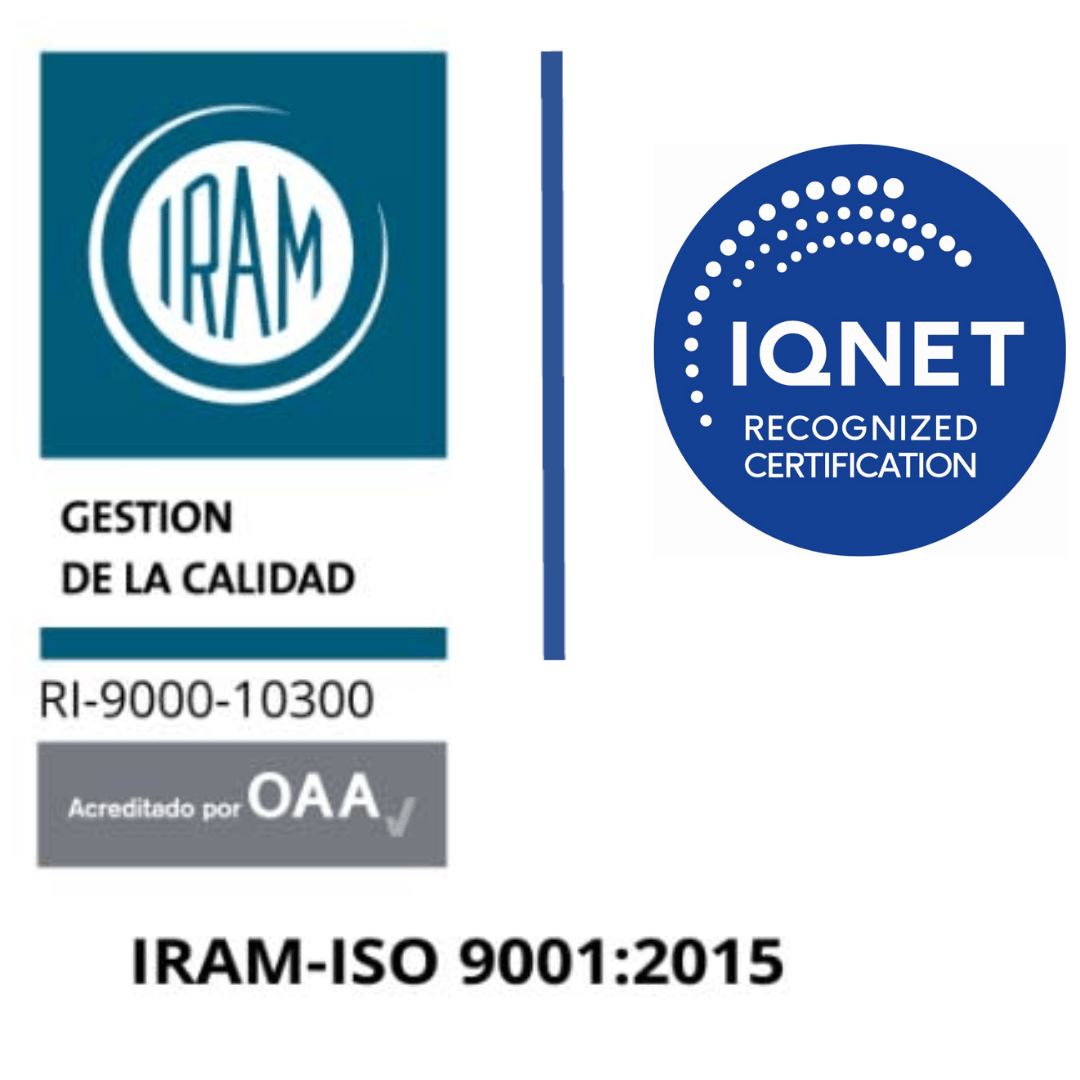 IRAM
GESTION
DE LA CALIDAD
RI-9000-10300
Acreditado por OAA
IQNET
RECOGNIZED
CERTIFICATION
IRAM-ISO 9001:2015